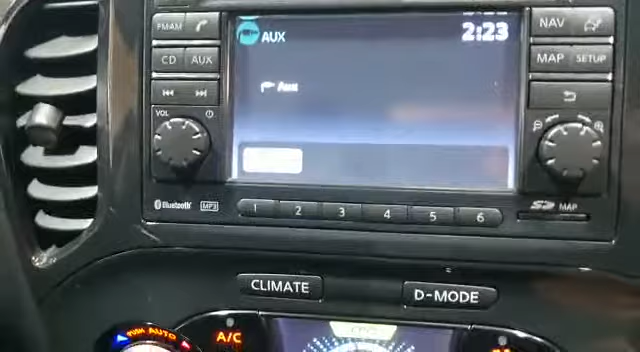 FM/AM
CD AUX
VOL
Bluetooth MP3
AUX 2:23
Aux
1 2 3 4 5 6
NAV
MAP SETUP
SD MAP
CLIMATE D-MODE
AUTO A/C